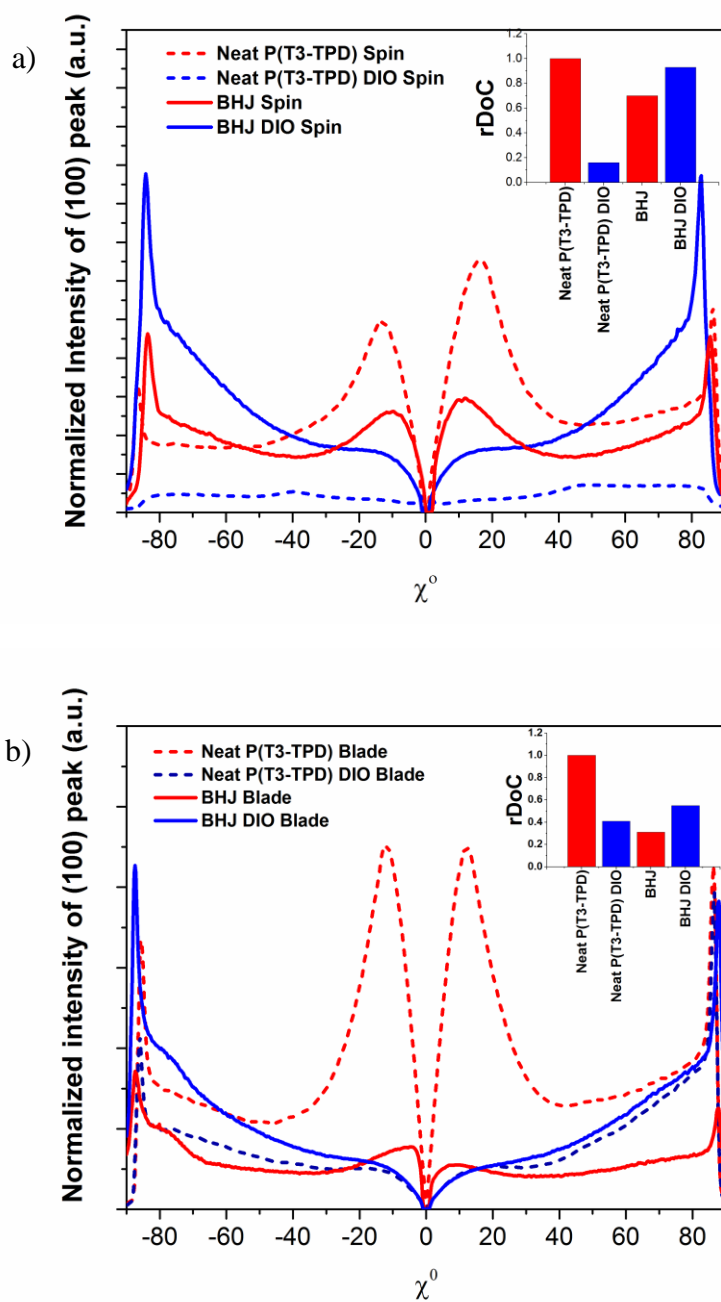 a)
Normalized Intensity of (100) peak (a.u.)
Neat P(T3-TPD) Spin
Neat P(T3-TPD) DIO Spin
BHJ Spin
BHJ DIO Spin
rDoC
1.2
1.0
0.8
0.6
0.4
0.2
0.0
Neat P(T3-TPD)
Neat P(T3-TPD) DIO
BHJ
BHJ DIO
-80 -60 -40 -20 0 20 40 60 80
χ°
b)
Normalized intensity of (100) peak (a.u.)
Neat P(T3-TPD) Blade
Neat P(T3-TPD) DIO Blade
BHJ Blade
BHJ DIO Blade
rDoC
1.2
1.0
0.8
0.6
0.4
0.2
0.0
Neat P(T3-TPD)
Neat P(T3-TPD) DIO
BHJ
BHJ DIO
-80 -60 -40 -20 0 20 40 60 80
χ⁰